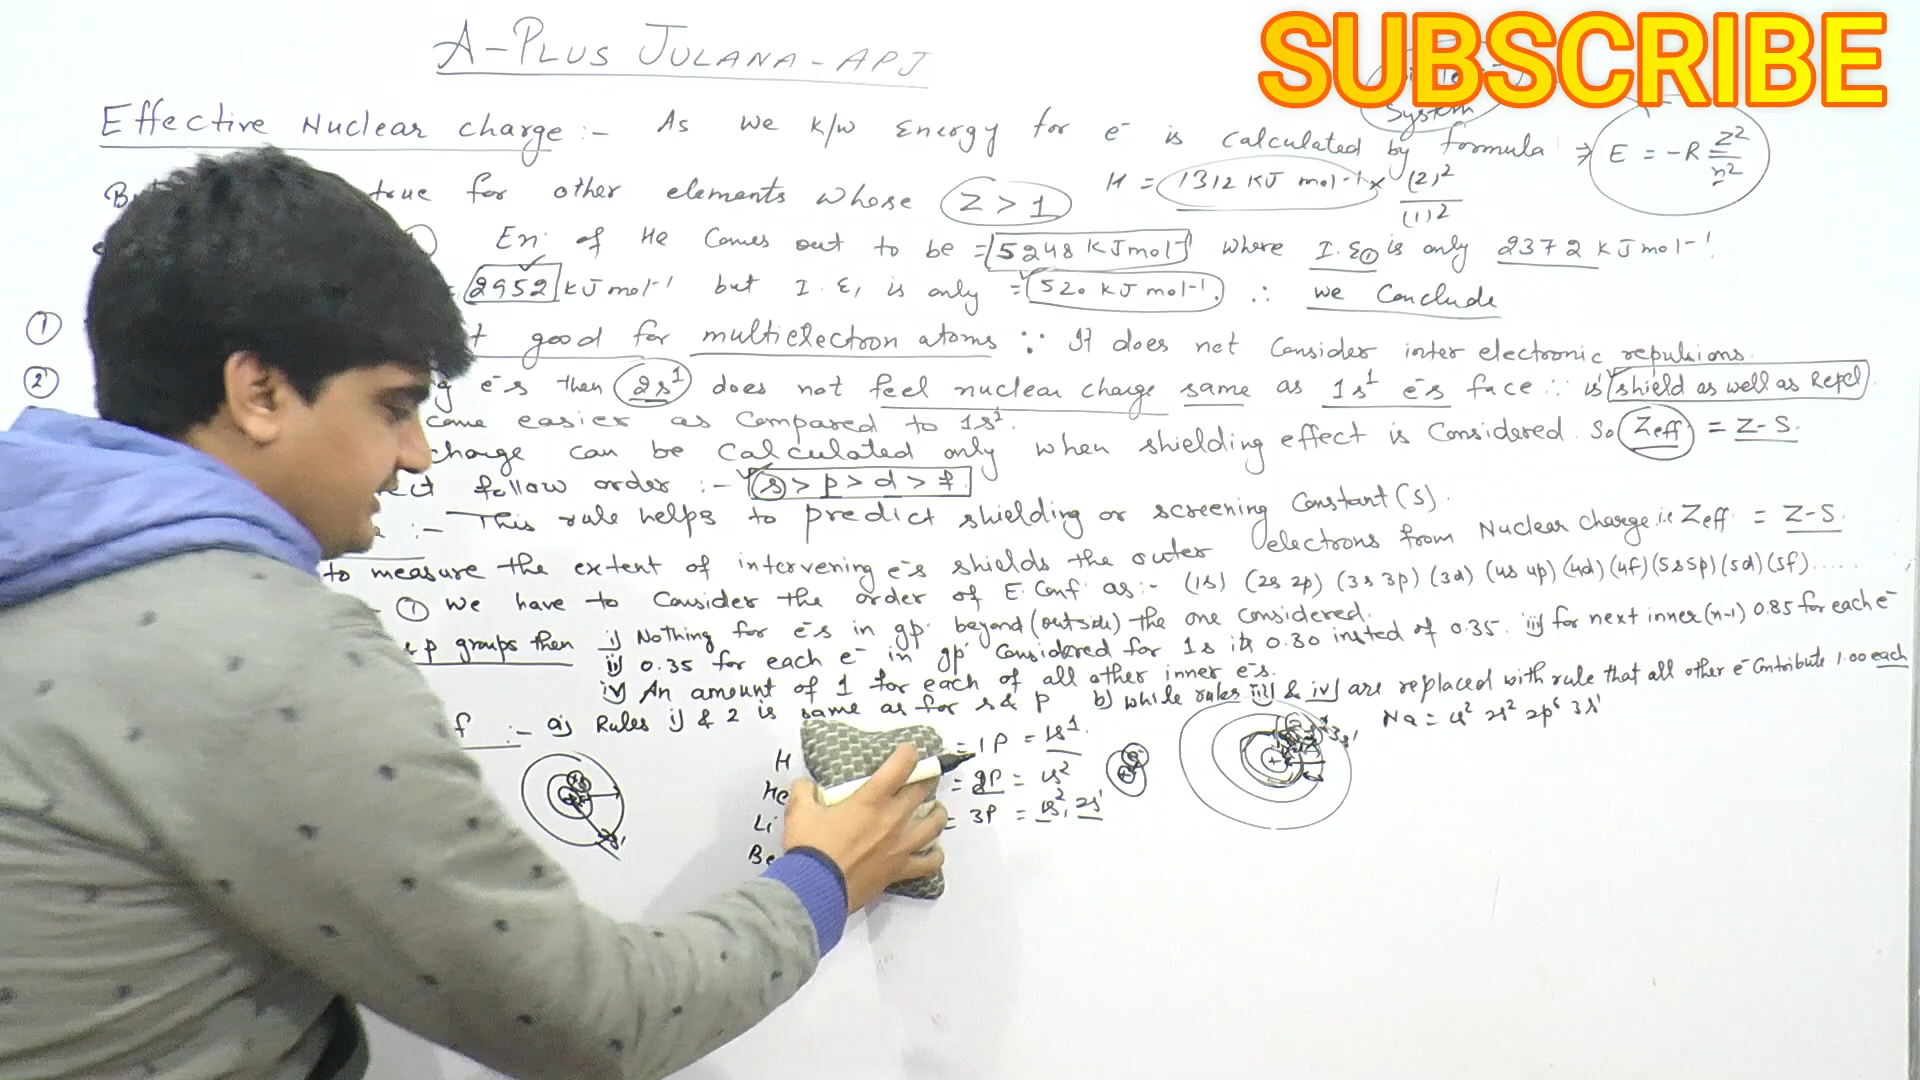 SUBSCRIBE
A-PLUS JULANA - APJ
System
Effective Nuclear charge :- As we k/w Energy for e⁻ is calculated by formula ⇒ E = -R Z²/n²
true for other elements whose Z > 1 H = 1312 KJ mol⁻¹ × (2)²/(1)²
En. of He Comes out to be = 5248 KJmol⁻¹ where I.E① is only 2372 KJmol⁻¹.
2952 KJmol⁻¹ but I.E₁ is only = 520 KJ mol⁻¹. ∴ we Conclude
① good for multielectron atoms ∵ It does not Consider inter electronic repulsions.
② e⁻s then 2s¹ does not feel nuclear charge same as 1s¹ e⁻s face ∵ is shield as well as Repel
come easier as Compared to 1s¹.
charge can be Calculated only when shielding effect is Considered. So Zeff = Z-S.
follow order :- s > p > d > f
:- This rule helps to predict shielding or screening Constant (S).
to measure the extent of intervening e⁻s shields the outer electrons from Nuclear charge i.e Zeff = Z-S
① We have to Consider the order of E. Conf as :- (1s) (2s 2p) (3s 3p) (3d) (4s 4p) (4d) (4f) (5s5p) (5d) (5f) .....
p groups then i) Nothing for e⁻s in gp. beyond (outside) the one considered.
ii) 0.35 for each e⁻ in gp Considered for 1s its 0.30 insted of 0.35. iii) for next inner (n-1) 0.85 for each e⁻
iv) An amount of 1 for each of all other inner e⁻s.
f :- a) Rules i) & 2 is same as for s & p b) while rules iii) & iv) are replaced with rule that all other e⁻ Contribute 1.00 each
Na = 1s² 2s² 2p⁶ 3s¹
H = 1P = 1s¹
He = 2P = 1s²
Li = 3P = 1s², 2s¹
Be